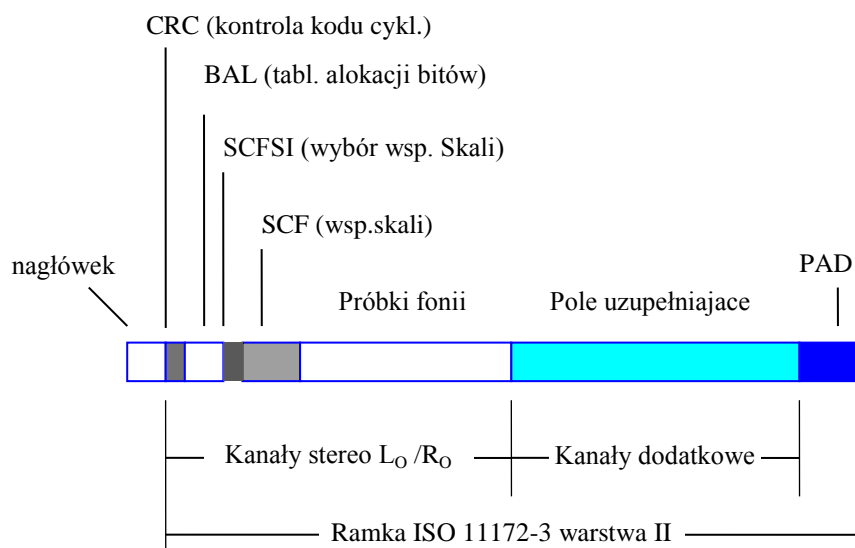 CRC (kontrola kodu cykl.)
BAL (tabl. alokacji bitów)
SCFSI (wybór wsp. Skali)
SCF (wsp.skali)
nagłówek
PAD
Próbki fonii
Pole uzupełniajace
Kanały stereo LO /RO
Kanały dodatkowe
Ramka ISO 11172-3 warstwa II